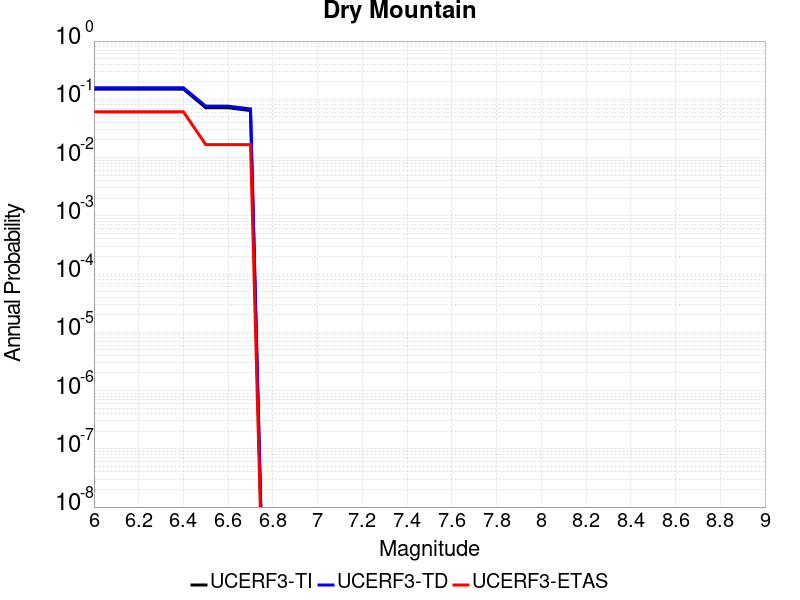 Dry Mountain
10^0
10^-1
10^-2
10^-3
10^-4
10^-5
10^-6
10^-7
10^-8
Annual Probability
6 6.2 6.4 6.6 6.8 7 7.2 7.4 7.6 7.8 8 8.2 8.4 8.6 8.8 9
Magnitude
UCERF3-TI UCERF3-TD UCERF3-ETAS